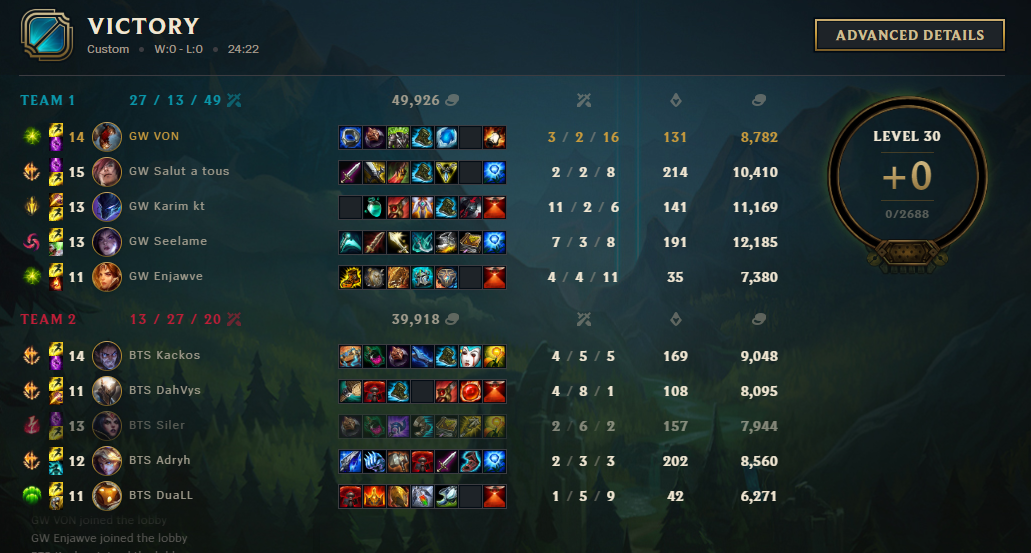 VICTORY
Custom • W:0 - L:0 • 24:22
ADVANCED DETAILS
TEAM 1 27 / 13 / 49 49,926
14 GW VON 3 / 2 / 16 131 8,782
15 GW Salut a tous 2 / 2 / 8 214 10,410
13 GW Karim kt 11 / 2 / 6 141 11,169
13 GW Seelame 7 / 3 / 8 191 12,185
11 GW Enjawve 4 / 4 / 11 35 7,380
TEAM 2 13 / 27 / 20 39,918
14 BTS Kackos 4 / 5 / 5 169 9,048
11 BTS DahVys 4 / 8 / 1 108 8,095
13 BTS Siler 2 / 6 / 2 157 7,944
12 BTS Adryh 2 / 3 / 3 202 8,560
11 BTS DuaLL 1 / 5 / 9 42 6,271
LEVEL 30
+0
0/2688
GW VON joined the lobby
GW Enjawve joined the lobby